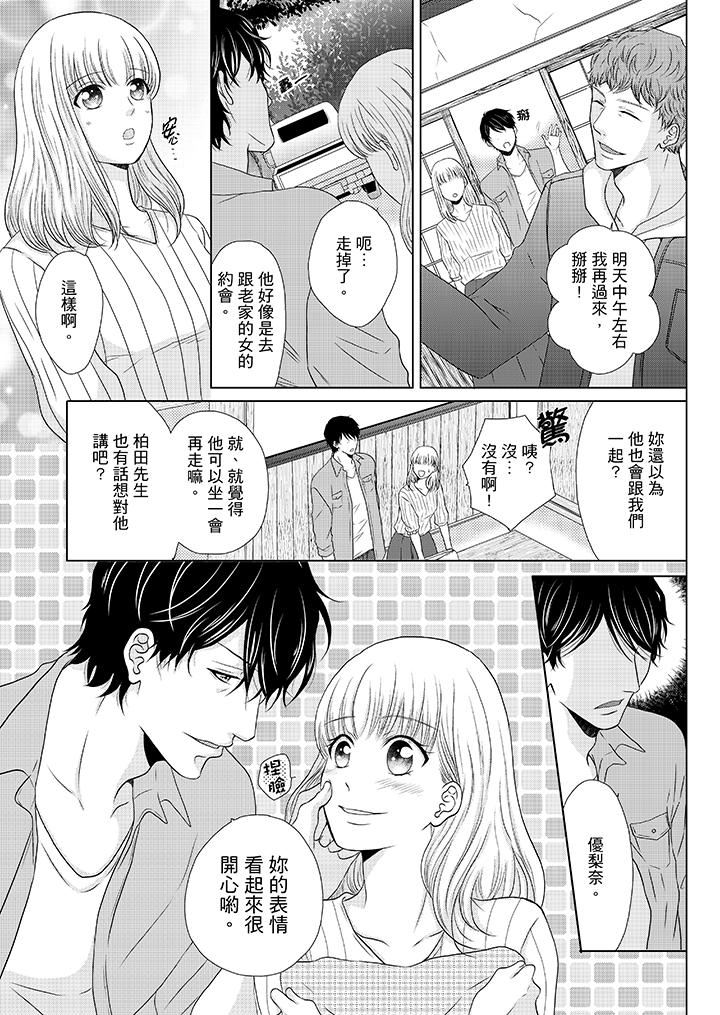 掰
明天中午左右
我再過來，
掰掰！
呃…
走掉了。
他好像是去
跟老家的女的
約會。
這樣啊。
妳還以為
他也會跟我們
一起？
驚
咦？
沒…
沒有啊！
就、就覺得
他可以坐一會
再走嘛。
柏田先生
也有話想對他
講吧？
優梨奈。
捏
臉
妳的表情
看起來很
開心喲。